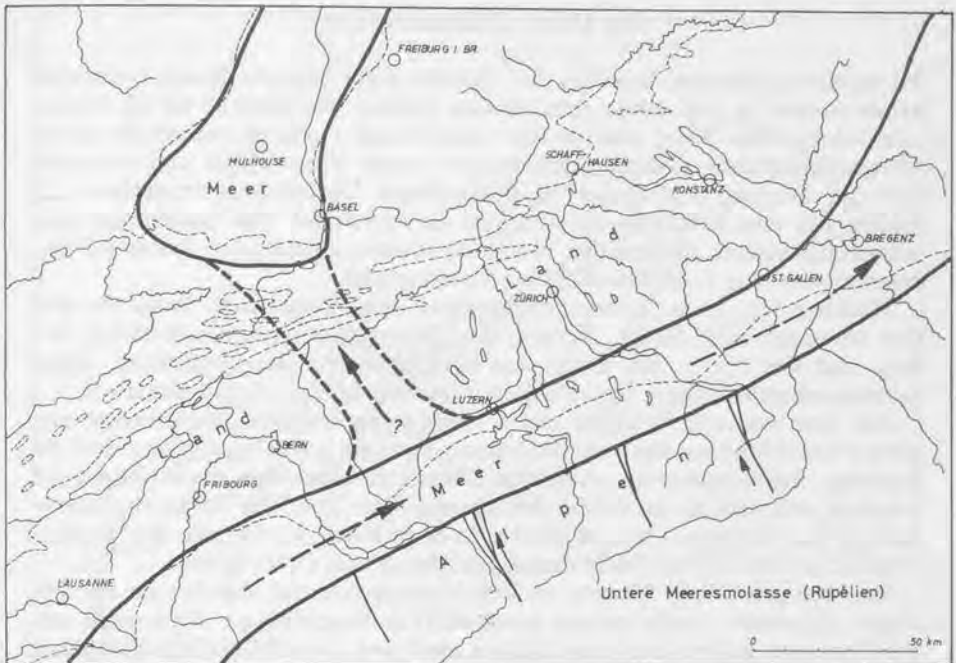 FREIBURG I. BR.
MULHOUSE
Meer
SCHAFF-
HAUSEN
KONSTANZ
BASEL
BREGENZ
Land
ST. GALLEN
ZÜRICH
LUZERN
?
Land
BERN
Meer
FRIBOURG
Alpen
LAUSANNE
Untere Meeresmolasse (Rupélien)
0 50 km